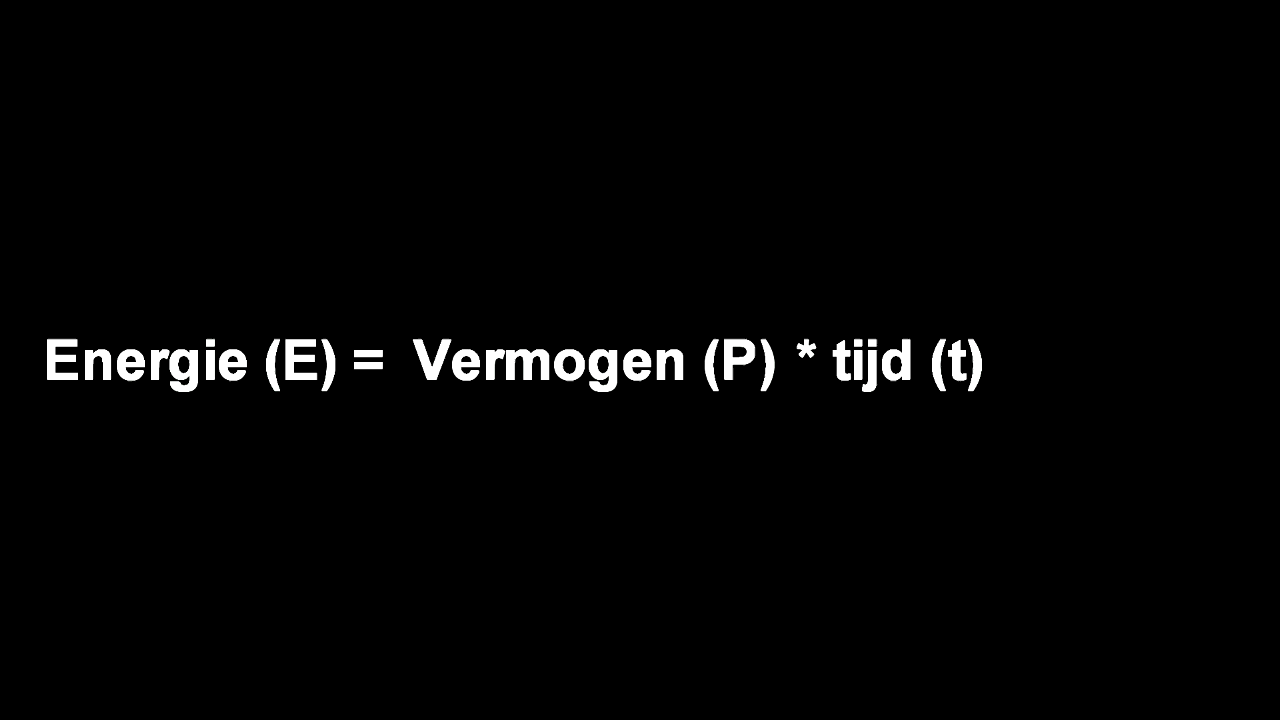 Energie (E) = Vermogen (P) * tijd (t)